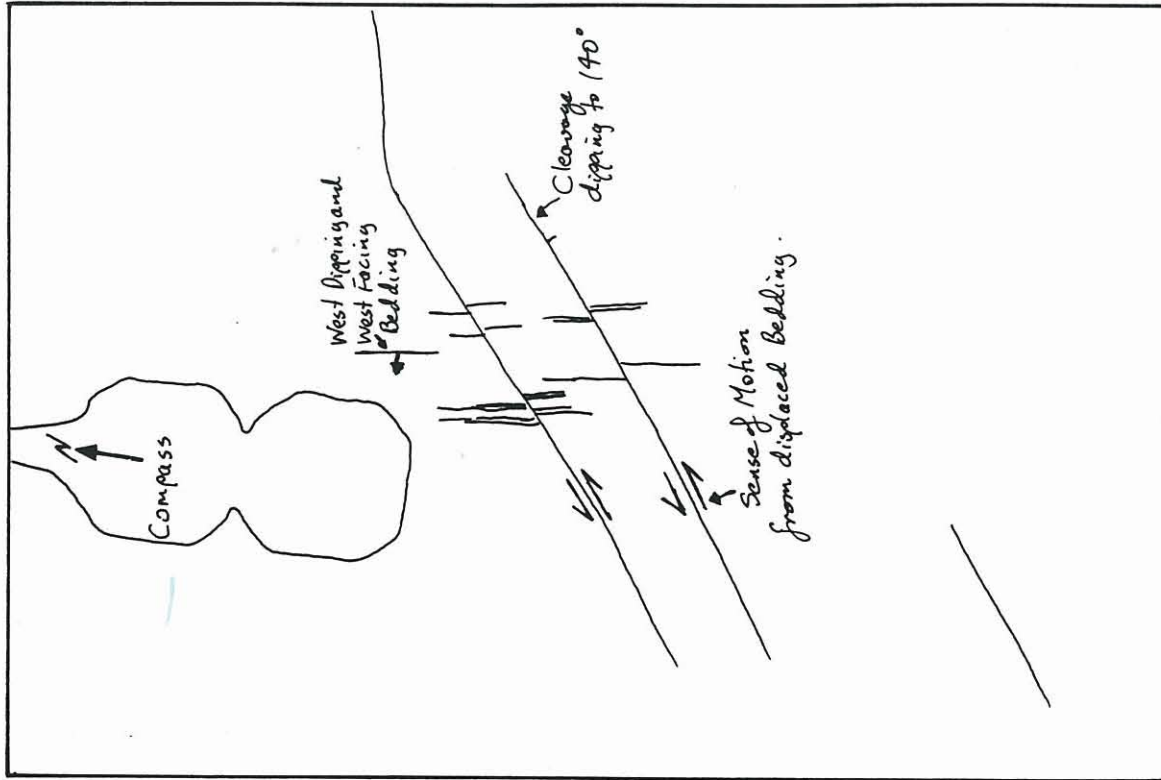 N
Compass
West Dipping and
West Facing
Bedding
Cleavage
dipping to 140°
Sense of Motion
from displaced Bedding.